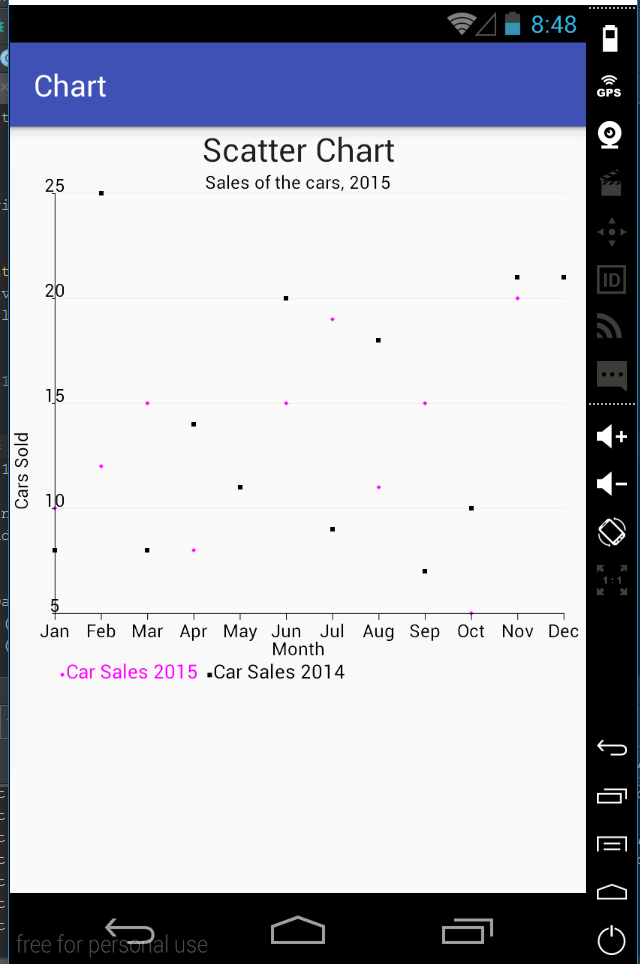 8:48
Chart
GPS
Scatter Chart
Sales of the cars, 2015
25
20
15
10
5
Cars Sold
Jan Feb Mar Apr May Jun Jul Aug Sep Oct Nov Dec
Month
Car Sales 2015 Car Sales 2014
ID
1:1
free for personal use